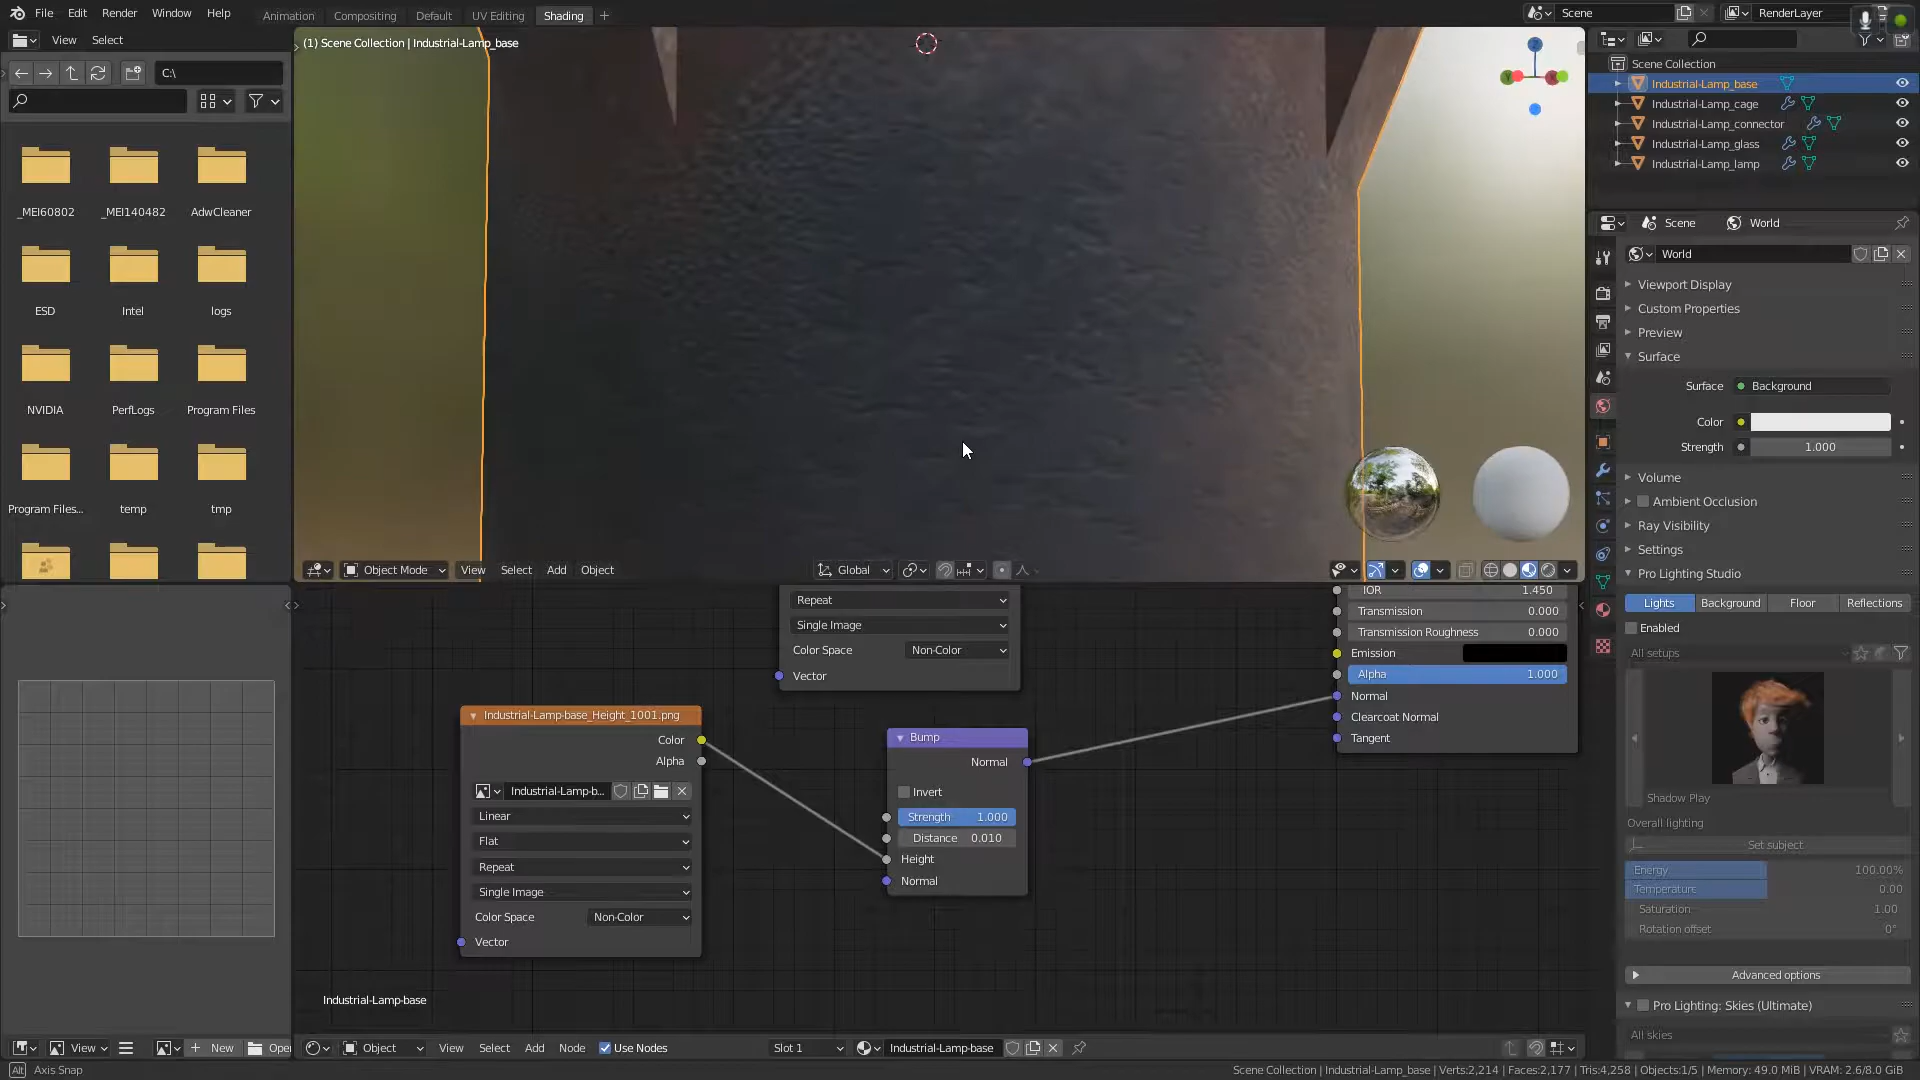 File Edit Render Window Help Animation Compositing Default UV Editing Shading + Scene RenderLayer
View Select
C:\
_MEI60802 _MEI140482 AdwCleaner
ESD Intel logs
NVIDIA PerfLogs Program Files
Program Files... temp tmp
(1) Scene Collection | Industrial-Lamp_base
Z
Y
Object Mode View Select Add Object Global
Repeat
Single Image
Color Space Non-Color
Vector
Industrial-Lamp-base_Height_1001.png
Color
Alpha
Industrial-Lamp-b...
Linear
Flat
Repeat
Single Image
Color Space Non-Color
Vector
Bump
Normal
Invert
Strength 1.000
Distance 0.010
Height
Normal
IOR 1.450
Transmission 0.000
Transmission Roughness 0.000
Emission
Alpha 1.000
Normal
Clearcoat Normal
Tangent
Industrial-Lamp-base
View + New Open
Object View Select Add Node Use Nodes Slot 1 Industrial-Lamp-base
Scene Collection
Industrial-Lamp_base
Industrial-Lamp_cage
Industrial-Lamp_connector
Industrial-Lamp_glass
Industrial-Lamp_lamp
Scene World
World
Viewport Display
Custom Properties
Preview
Surface
Surface Background
Color
Strength 1.000
Volume
Ambient Occlusion
Ray Visibility
Settings
Pro Lighting Studio
Lights Background Floor Reflections
Enabled
All setups
Shadow Play
Overall lighting
Set subject
Energy 100.00%
Temperature 0.00
Saturation 1.00
Rotation offset 0°
Advanced options
Pro Lighting: Skies (Ultimate)
All skies
Alt Axis Snap
Scene Collection | Industrial-Lamp_base | Verts:2,214 | Faces:2,177 | Tris:4,258 | Objects:1/5 | Memory: 49.0 MiB | VRAM: 2.6/8.0 GiB